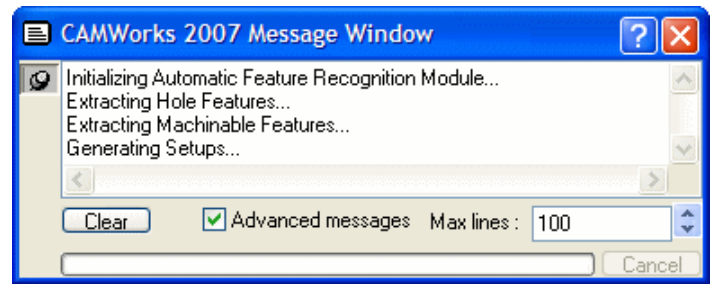 CAMWorks 2007 Message Window
Initializing Automatic Feature Recognition Module...
Extracting Hole Features...
Extracting Machinable Features...
Generating Setups...
Clear Advanced messages Max lines : 100
Cancel